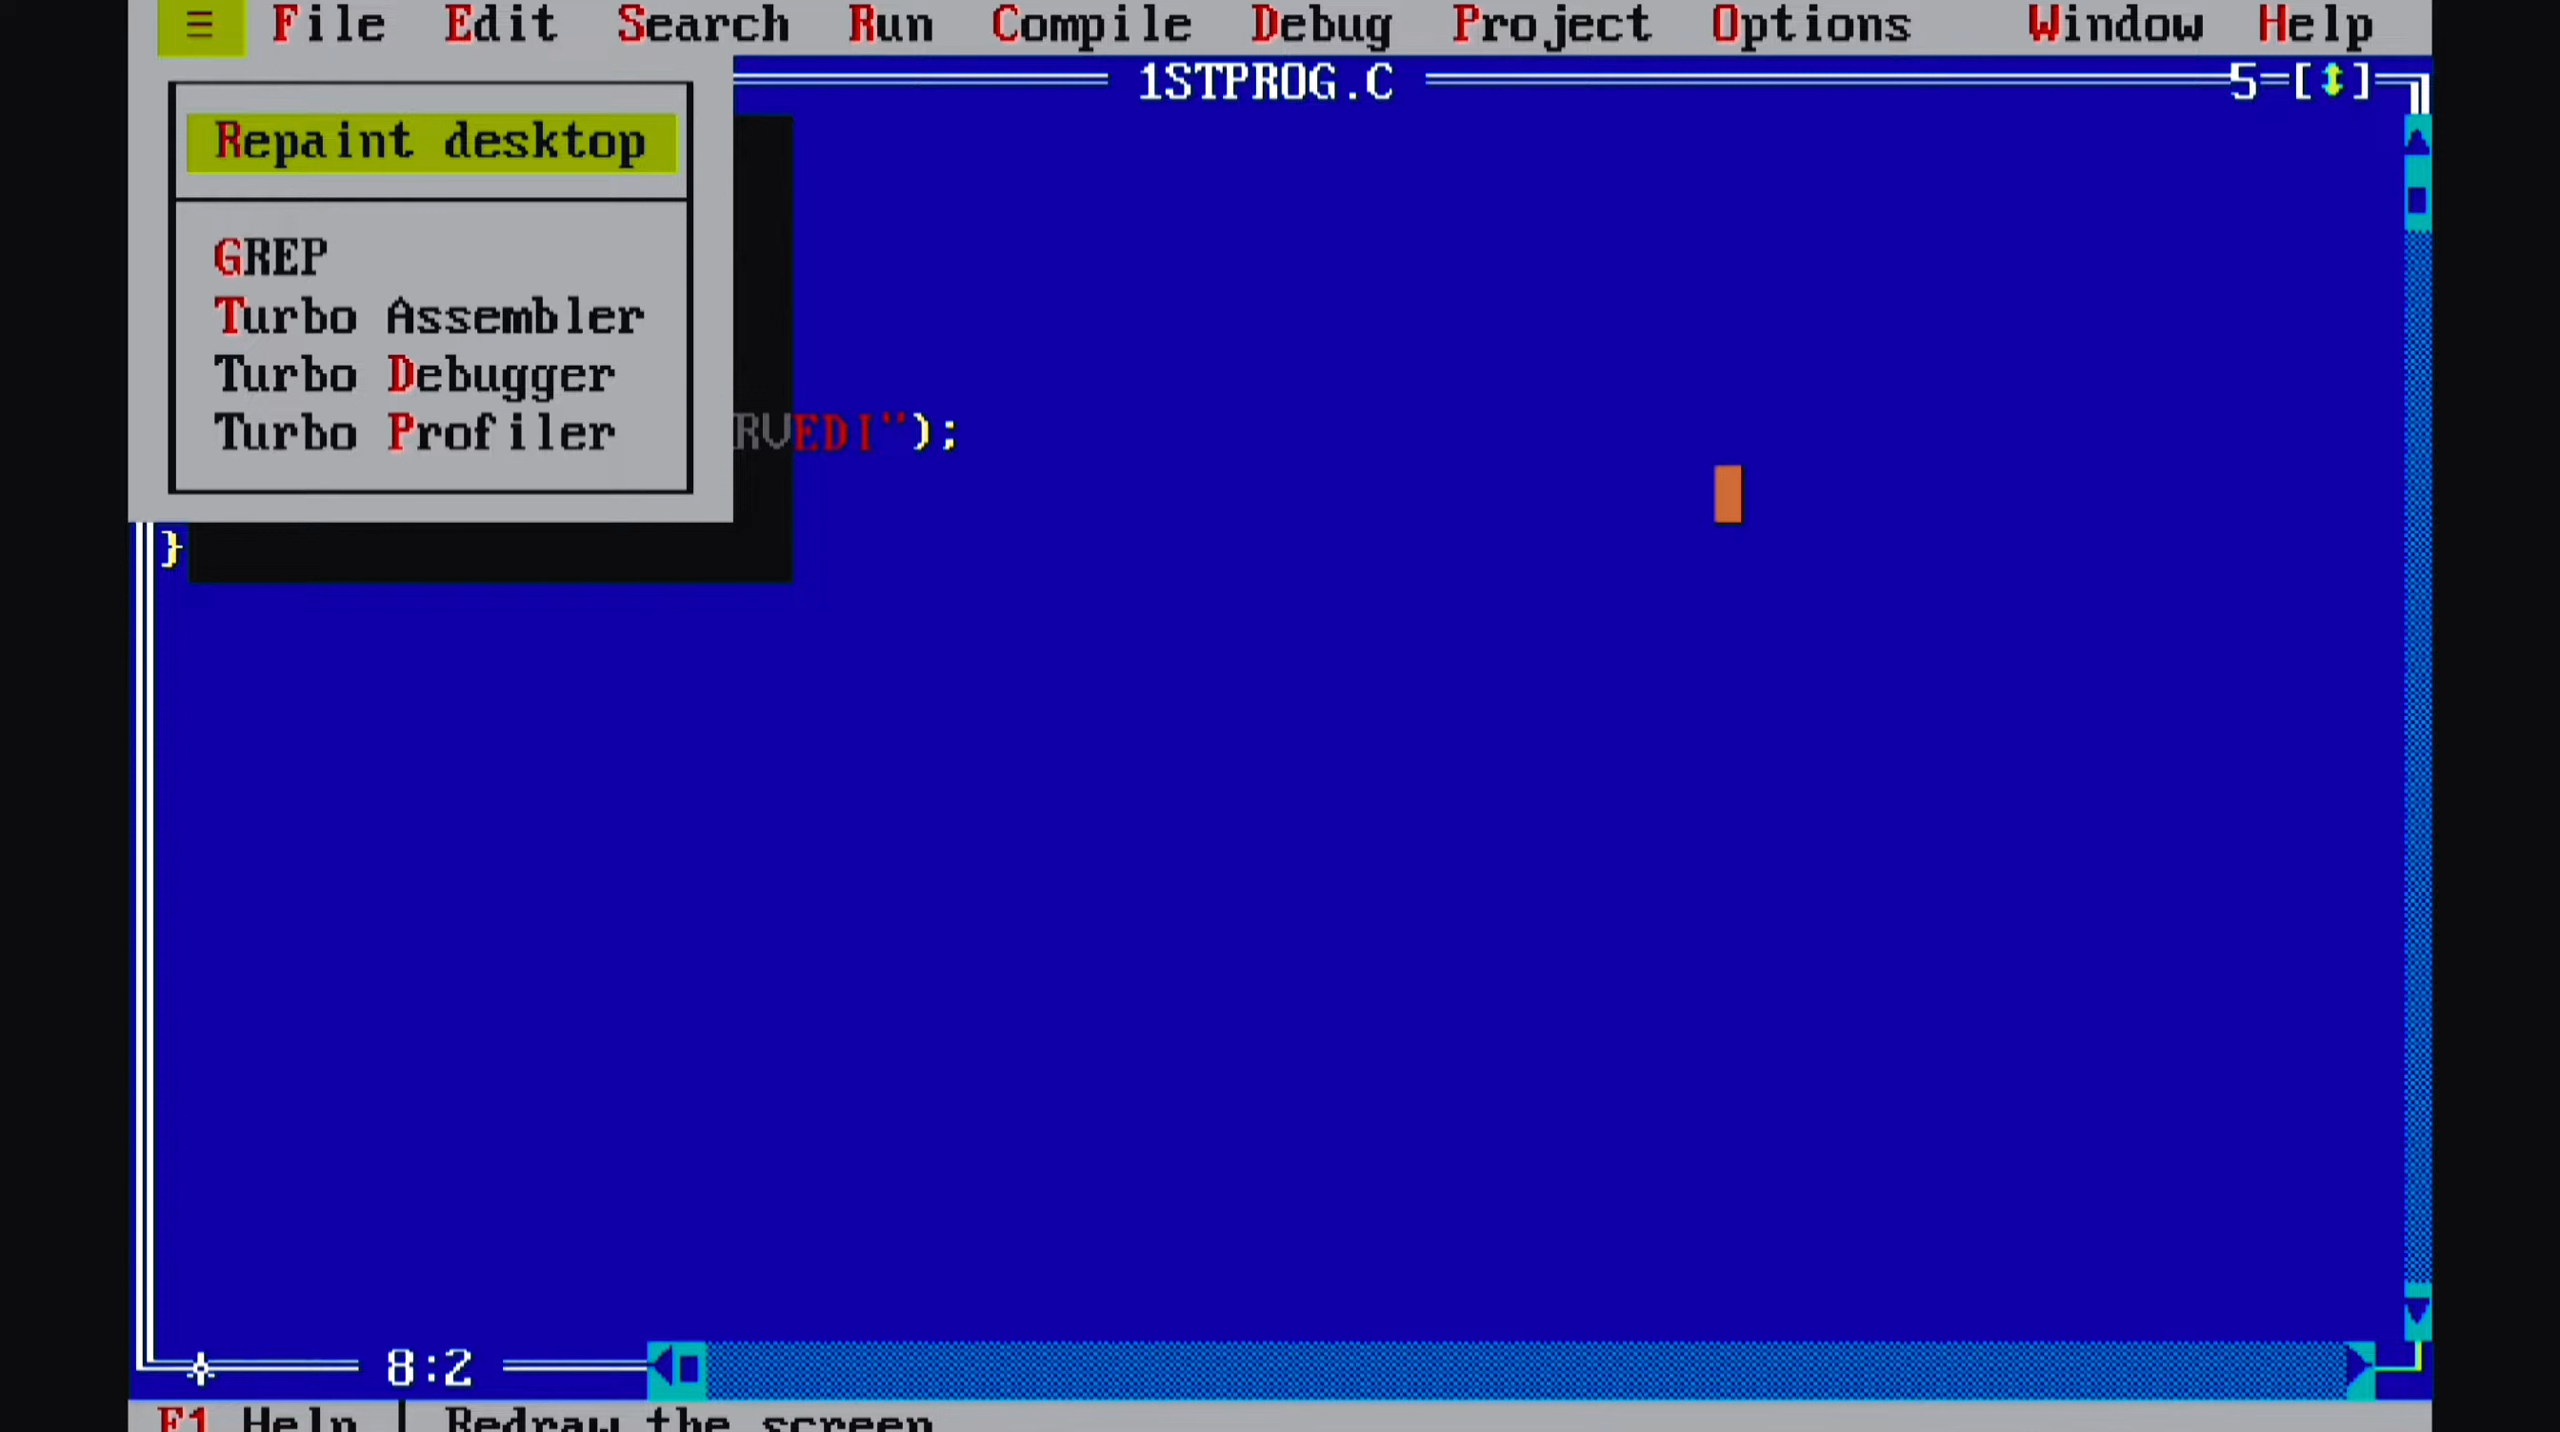 ≡ File Edit Search Run Compile Debug Project Options Window Help
1STPROG.C 5=[↕]
Repaint desktop
GREP
Turbo Assembler
Turbo Debugger
Turbo Profiler
RVEDI");
}
* 8:2
F1 Help | Redraw the screen